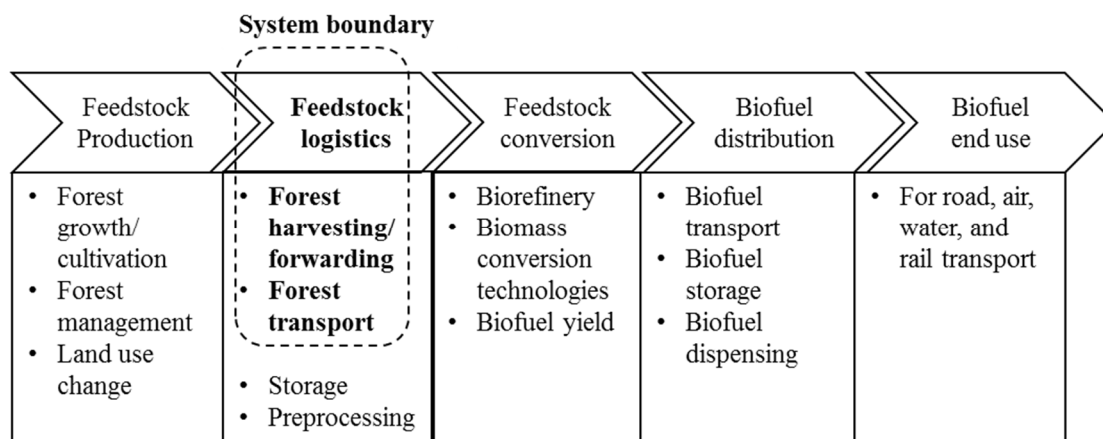 System boundary
Feedstock
Production
Feedstock
logistics
Feedstock
conversion
Biofuel
distribution
Biofuel
end use
• Forest
growth/
cultivation
• Forest
management
• Land use
change
• Forest
harvesting/
forwarding
• Forest
transport
• Storage
• Preprocessing
• Biorefinery
• Biomass
conversion
technologies
• Biofuel yield
• Biofuel
transport
• Biofuel
storage
• Biofuel
dispensing
• For road, air,
water, and
rail transport